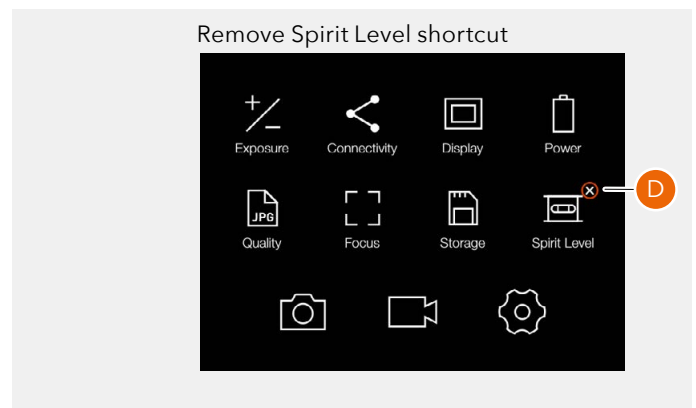 Remove Spirit Level shortcut
Exposure Connectivity Display Power
D
JPG
Quality Focus Storage Spirit Level